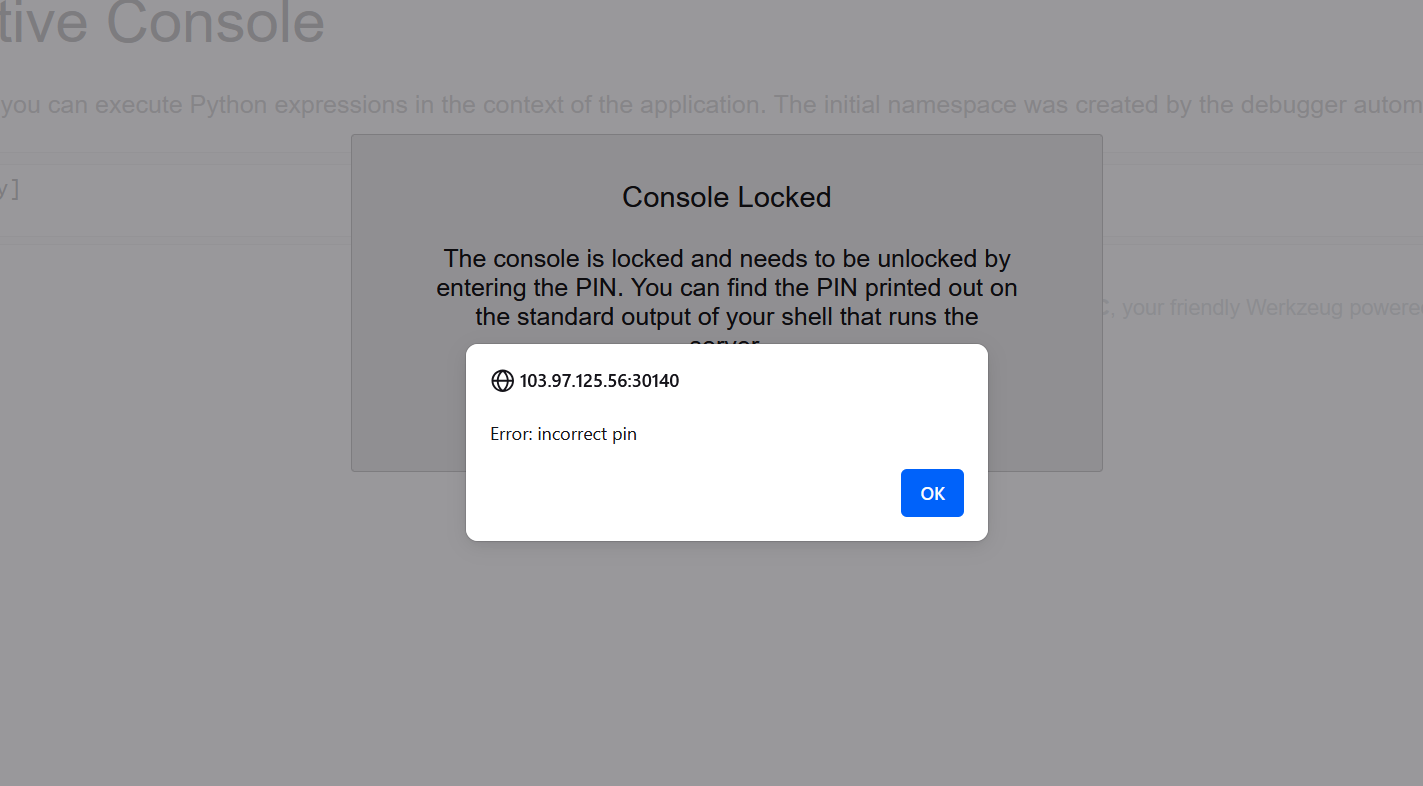 tive Console
you can execute Python expressions in the context of the application. The initial namespace was created by the debugger autom
y]
Console Locked
The console is locked and needs to be unlocked by
entering the PIN. You can find the PIN printed out on
the standard output of your shell that runs the
server.
C, your friendly Werkzeug powered
103.97.125.56:30140
Error: incorrect pin
OK